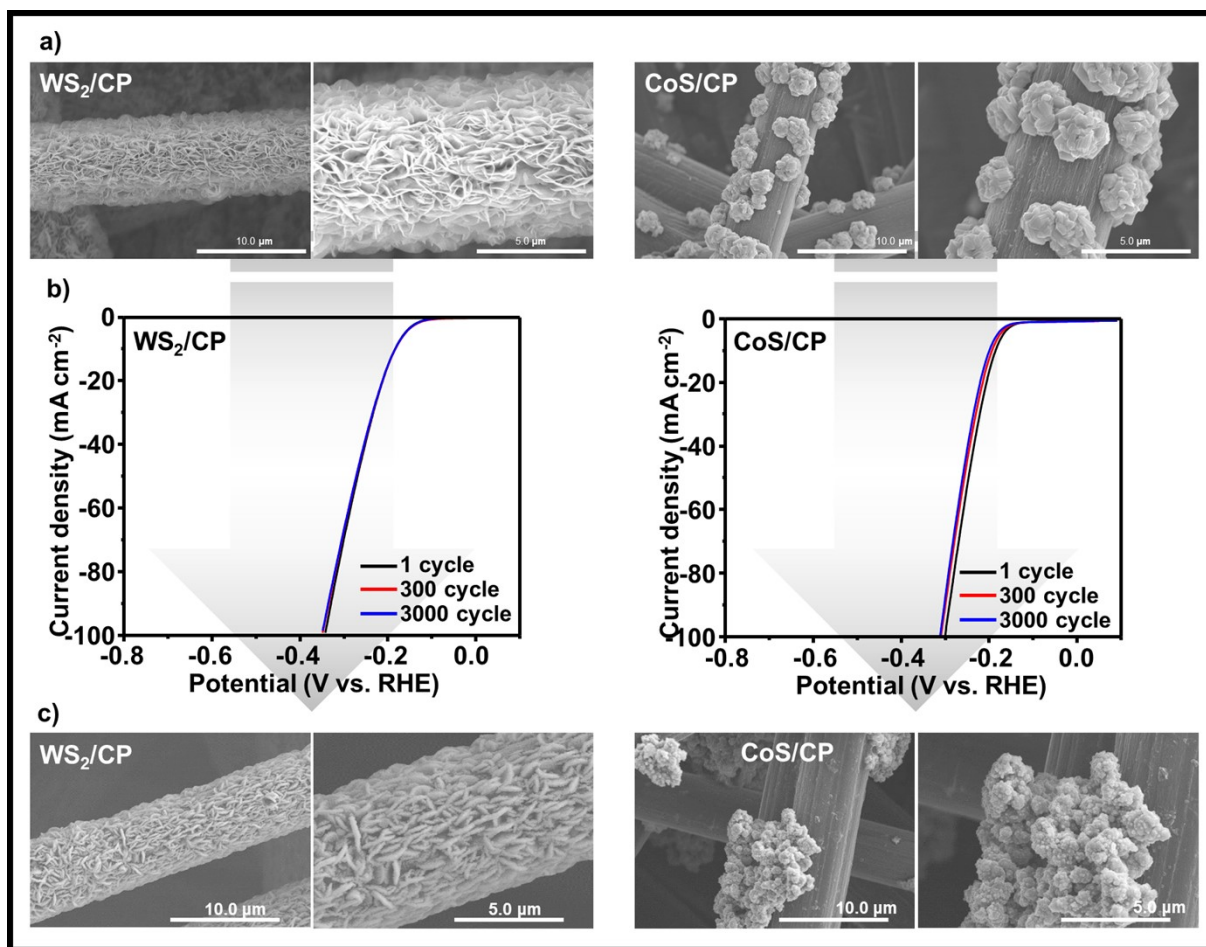 a)
WS₂/CP
10.0 µm
5.0 µm
CoS/CP
10.0 µm
5.0 µm
b)
WS₂/CP
Current density (mA cm⁻²)
0
-20
-40
-60
-80
-100
-0.8 -0.6 -0.4 -0.2 0.0
Potential (V vs. RHE)
1 cycle
300 cycle
3000 cycle
CoS/CP
Current density (mA cm⁻²)
0
-20
-40
-60
-80
-100
-0.8 -0.6 -0.4 -0.2 0.0
Potential (V vs. RHE)
1 cycle
300 cycle
3000 cycle
c)
WS₂/CP
10.0 µm
5.0 µm
CoS/CP
10.0 µm
5.0 µm